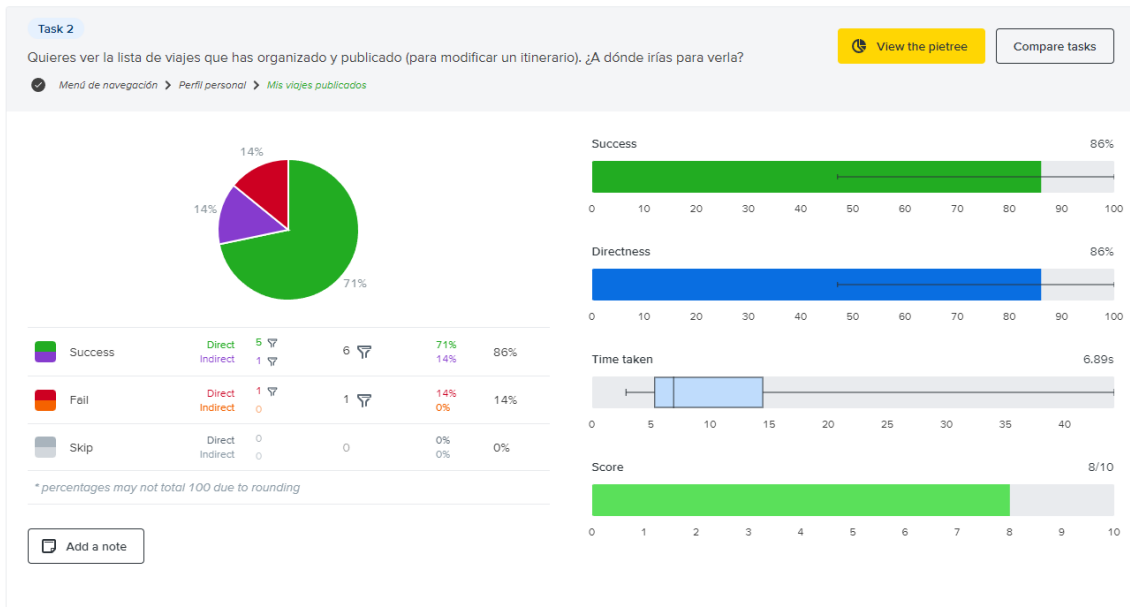 Task 2
Quieres ver la lista de viajes que has organizado y publicado (para modificar un itinerario). ¿A dónde irías para verla?
Menú de navegación > Perfil personal > Mis viajes publicados
View the pietree
Compare tasks
14%
14%
71%
Success Direct 5 6 71% 86%
Indirect 1 14%
Fail Direct 1 1 14% 14%
Indirect 0 0%
Skip Direct 0 0 0% 0%
Indirect 0 0%
* percentages may not total 100 due to rounding
Add a note
Success 86%
0 10 20 30 40 50 60 70 80 90 100
Directness 86%
0 10 20 30 40 50 60 70 80 90 100
Time taken 6.89s
0 5 10 15 20 25 30 35 40
Score 8/10
0 1 2 3 4 5 6 7 8 9 10